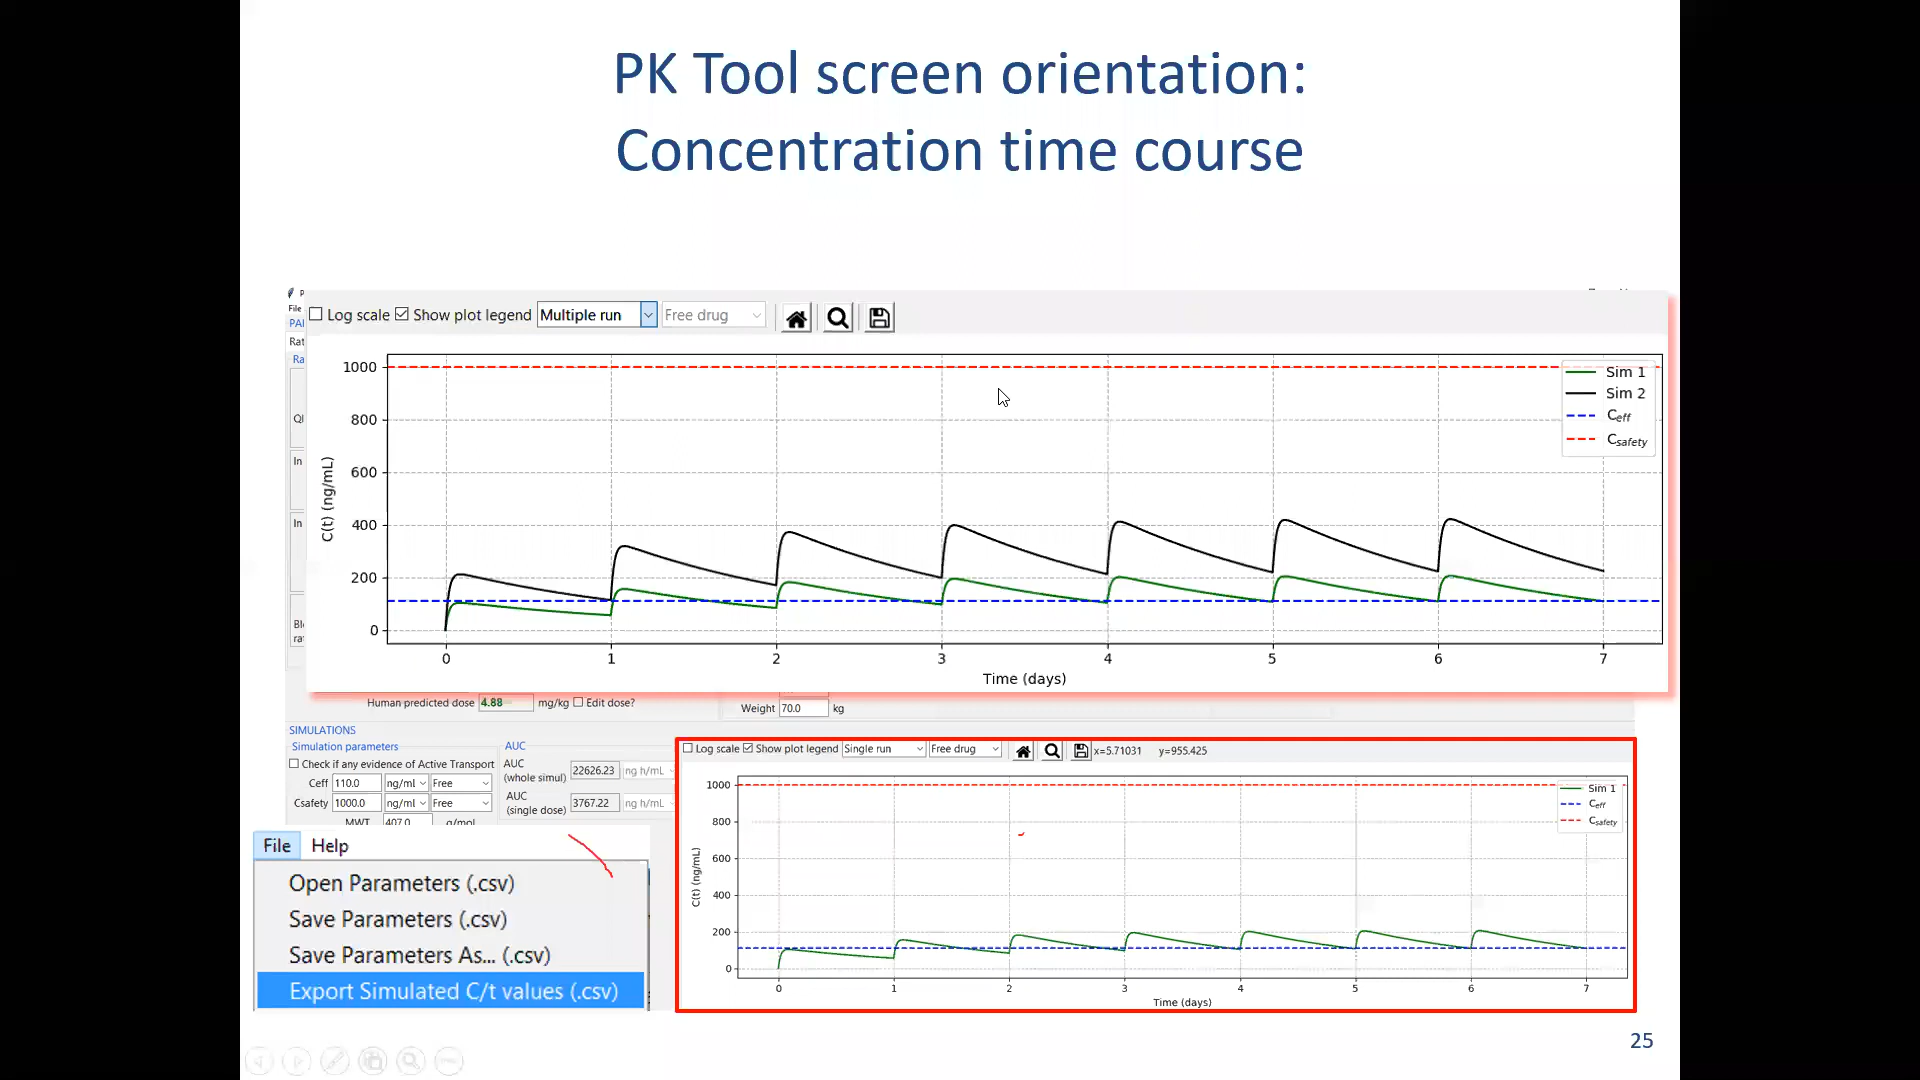 PK Tool screen orientation:
Concentration time course
File
Log scale Show plot legend Multiple run Free drug
1000
800
600
400
200
0
C(t) (ng/mL)
0 1 2 3 4 5 6 7
Time (days)
Sim 1
Sim 2
Ceff
Csafety
Human predicted dose 4.88 mg/kg Edit dose?
Weight 70.0 kg
SIMULATIONS
Simulation parameters
Check if any evidence of Active Transport
Ceff 110.0 ng/ml Free
Csafety 1000.0 ng/ml Free
MWT 407.0 g/mol
AUC
AUC
(whole simul) 22626.23 ng h/mL
AUC
(single dose) 3767.22 ng h/mL
Log scale Show plot legend Single run Free drug x=5.71031 y=955.425
1000
800
600
400
200
0
C(t) (ng/mL)
0 1 2 3 4 5 6 7
Time (days)
Sim 1
Ceff
Csafety
File Help
Open Parameters (.csv)
Save Parameters (.csv)
Save Parameters As... (.csv)
Export Simulated C/t values (.csv)
25